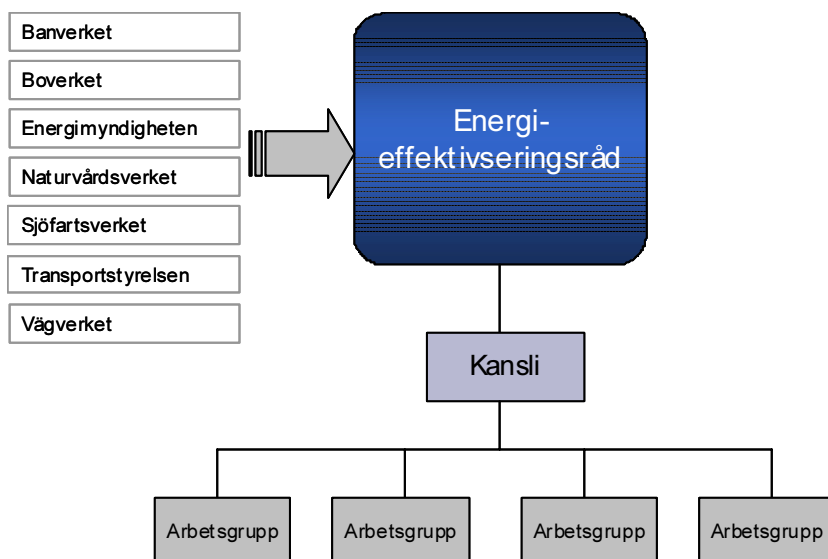 Banverket
Boverket
Energimyndigheten
Naturvårdsverket
Sjöfartsverket
Transportstyrelsen
Vägverket
Energi-
effektivseringsråd
Kansli
Arbetsgrupp
Arbetsgrupp
Arbetsgrupp
Arbetsgrupp